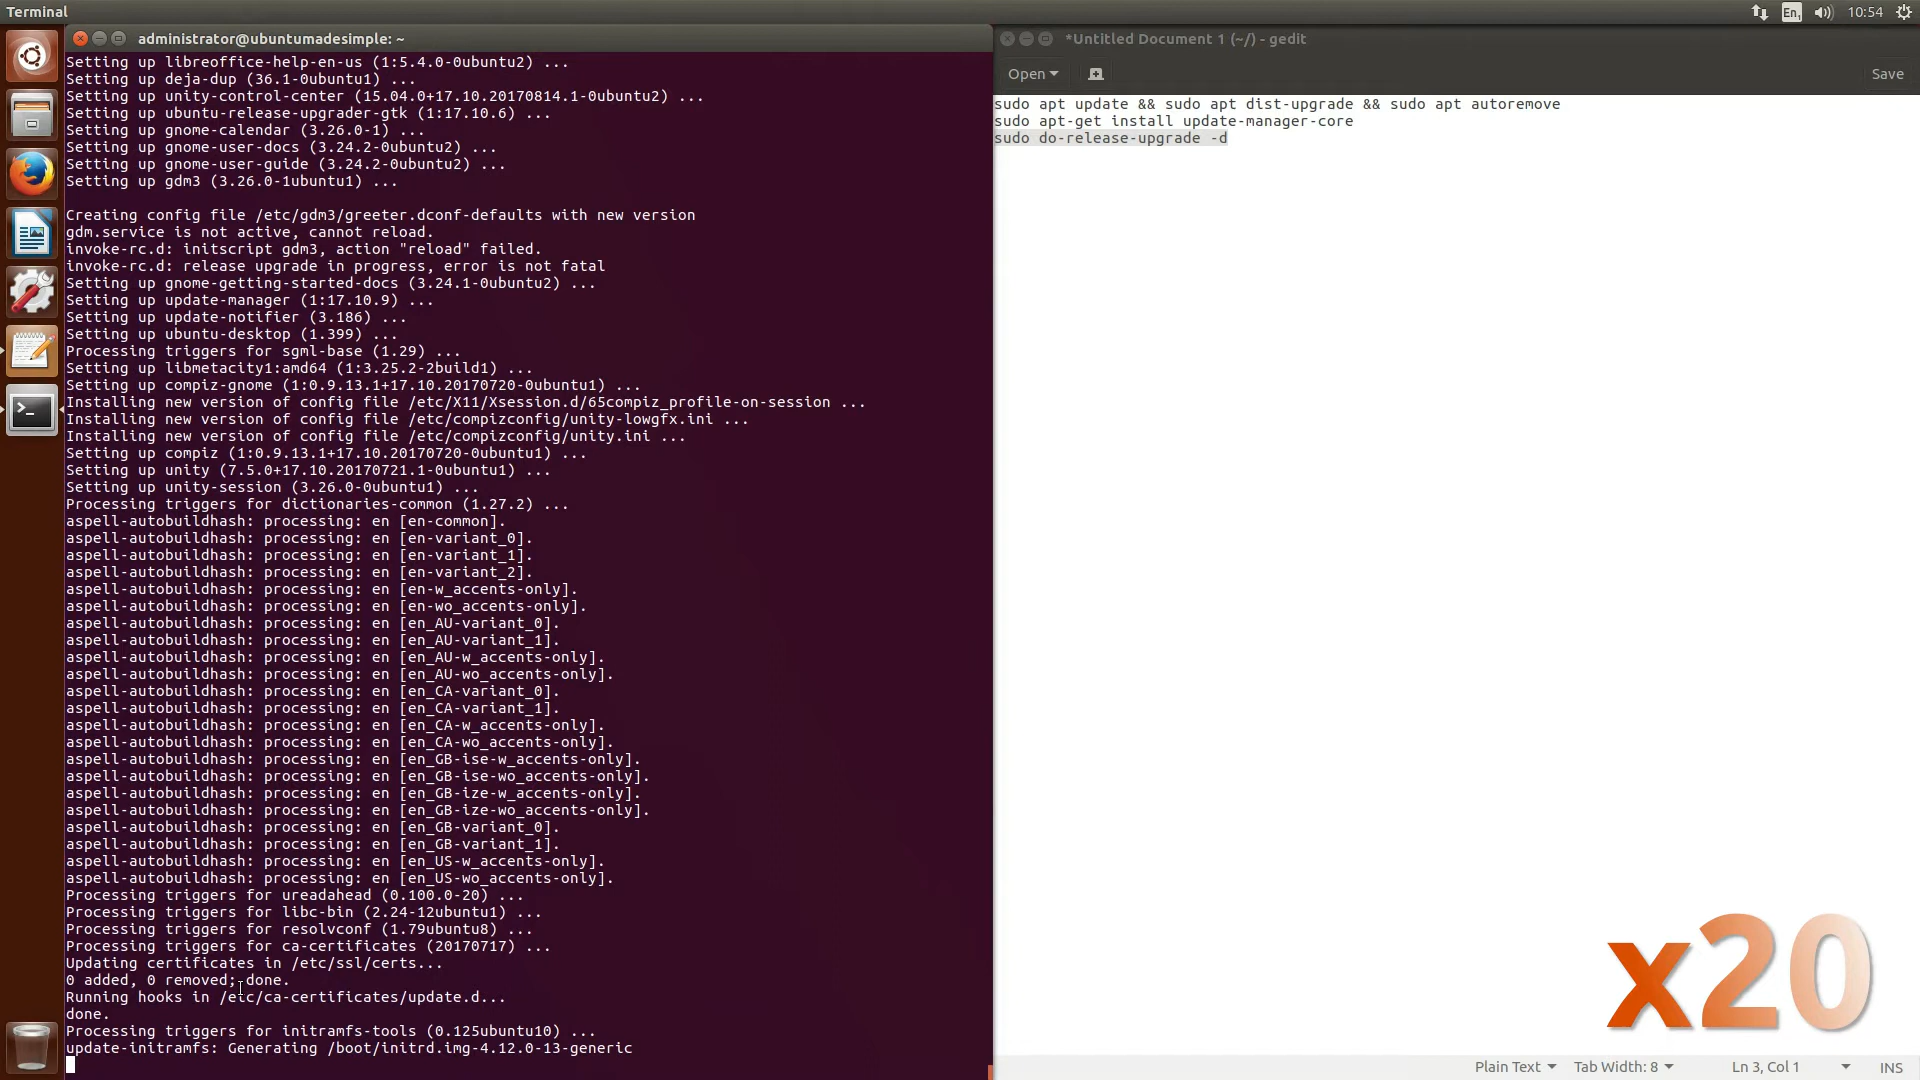 Terminal
En1
10:54
administrator@ubuntumadesimple: ~
Setting up libreoffice-help-en-us (1:5.4.0-0ubuntu2) ...
Setting up deja-dup (36.1-0ubuntu1) ...
Setting up unity-control-center (15.04.0+17.10.20170814.1-0ubuntu2) ...
Setting up ubuntu-release-upgrader-gtk (1:17.10.6) ...
Setting up gnome-calendar (3.26.0-1) ...
Setting up gnome-user-docs (3.24.2-0ubuntu2) ...
Setting up gnome-user-guide (3.24.2-0ubuntu2) ...
Setting up gdm3 (3.26.0-1ubuntu1) ...
Creating config file /etc/gdm3/greeter.dconf-defaults with new version
gdm.service is not active, cannot reload.
invoke-rc.d: initscript gdm3, action "reload" failed.
invoke-rc.d: release upgrade in progress, error is not fatal
Setting up gnome-getting-started-docs (3.24.1-0ubuntu2) ...
Setting up update-manager (1:17.10.9) ...
Setting up update-notifier (3.186) ...
Setting up ubuntu-desktop (1.399) ...
Processing triggers for sgml-base (1.29) ...
Setting up libmetacity1:amd64 (1:3.25.2-2build1) ...
Setting up compiz-gnome (1:0.9.13.1+17.10.20170720-0ubuntu1) ...
Installing new version of config file /etc/X11/Xsession.d/65compiz_profile-on-session ...
Installing new version of config file /etc/compizconfig/unity-lowgfx.ini ...
Installing new version of config file /etc/compizconfig/unity.ini ...
Setting up compiz (1:0.9.13.1+17.10.20170720-0ubuntu1) ...
Setting up unity (7.5.0+17.10.20170721.1-0ubuntu1) ...
Setting up unity-session (3.26.0-0ubuntu1) ...
Processing triggers for dictionaries-common (1.27.2) ...
aspell-autobuildhash: processing: en [en-common].
aspell-autobuildhash: processing: en [en-variant_0].
aspell-autobuildhash: processing: en [en-variant_1].
aspell-autobuildhash: processing: en [en-variant_2].
aspell-autobuildhash: processing: en [en-w_accents-only].
aspell-autobuildhash: processing: en [en-wo_accents-only].
aspell-autobuildhash: processing: en [en_AU-variant_0].
aspell-autobuildhash: processing: en [en_AU-variant_1].
aspell-autobuildhash: processing: en [en_AU-w_accents-only].
aspell-autobuildhash: processing: en [en_AU-wo_accents-only].
aspell-autobuildhash: processing: en [en_CA-variant_0].
aspell-autobuildhash: processing: en [en_CA-variant_1].
aspell-autobuildhash: processing: en [en_CA-w_accents-only].
aspell-autobuildhash: processing: en [en_CA-wo_accents-only].
aspell-autobuildhash: processing: en [en_GB-ise-w_accents-only].
aspell-autobuildhash: processing: en [en_GB-ise-wo_accents-only].
aspell-autobuildhash: processing: en [en_GB-ize-w_accents-only].
aspell-autobuildhash: processing: en [en_GB-ize-wo_accents-only].
aspell-autobuildhash: processing: en [en_GB-variant_0].
aspell-autobuildhash: processing: en [en_GB-variant_1].
aspell-autobuildhash: processing: en [en_US-w_accents-only].
aspell-autobuildhash: processing: en [en_US-wo_accents-only].
Processing triggers for ureadahead (0.100.0-20) ...
Processing triggers for libc-bin (2.24-12ubuntu1) ...
Processing triggers for resolvconf (1.79ubuntu8) ...
Processing triggers for ca-certificates (20170717) ...
Updating certificates in /etc/ssl/certs...
0 added, 0 removed; done.
Running hooks in /etc/ca-certificates/update.d...
done.
Processing triggers for initramfs-tools (0.125ubuntu10) ...
update-initramfs: Generating /boot/initrd.img-4.12.0-13-generic
*Untitled Document 1 (~/) - gedit
Open
Save
sudo apt update && sudo apt dist-upgrade && sudo apt autoremove
sudo apt-get install update-manager-core
sudo do-release-upgrade -d
x20
Plain Text
Tab Width: 8
Ln 3, Col 1
INS